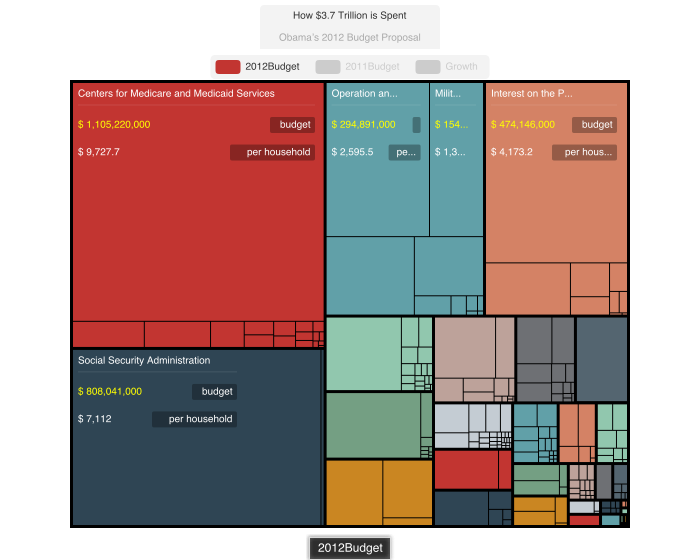 How $3.7 Trillion is Spent
Obama's 2012 Budget Proposal
2012Budget 2011Budget Growth
Centers for Medicare and Medicaid Services
$ 1,105,220,000 budget
$ 9,727.7 per household
Operation an...
$ 294,891,000
$ 2,595.5 pe...
Milit...
$ 154...
$ 1,3...
Interest on the P...
$ 474,146,000 budget
$ 4,173.2 per hous...
Social Security Administration
$ 808,041,000 budget
$ 7,112 per household
2012Budget